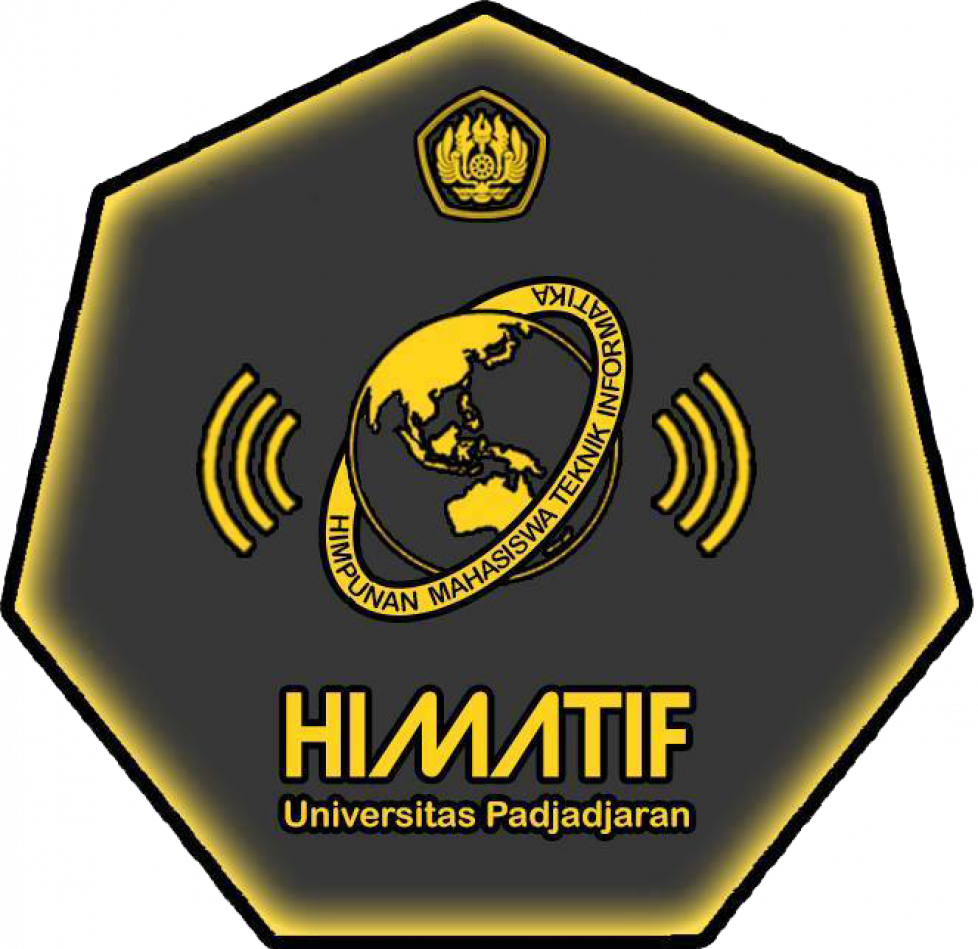 HIMPUNAN MAHASISWA TEKNIK INFORMATIKA
HIMATIF
Universitas Padjadjaran